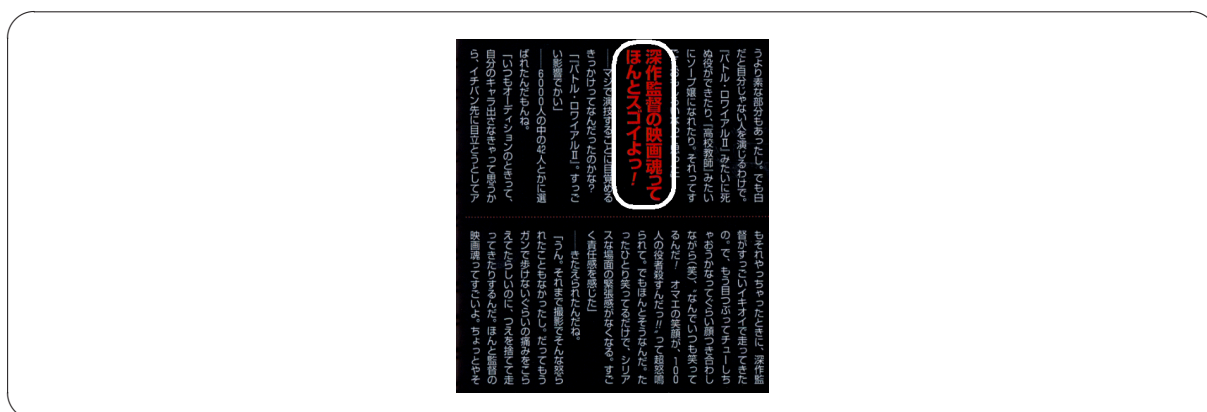 うより素な部分もあったし。でも自
だと自分じゃない人を演じるわけで。
『バトル・ロワイアルⅡ』みたいに死
ぬ役ができたり、『高校教師』みたい
にソープ嬢になれたり。それってす
深作監督の映画魂って
ほんとスゴイよっ!
──マジで演技することに目覚める
きっかけってなんだったのかな?
「『バトル・ロワイアルⅡ』。すっご
い影響でかい」
──6000人の中の42人とかに選
ばれたんだもんね。
「いつもオーディションのときって、
自分のキャラ出さなきゃって思うか
ら、イチバン先に目立とうとしてア
もそれやっちゃったときに、深作監
督がすっごいイキオイで走ってきた
の。で、もう目つぶってチューしち
ゃおうかなってぐらい顔つき合わし
ながら(笑)、“なんでいつも笑って
るんだ! オマエの笑顔が、100
人の役者殺すんだっ!!”って超怒鳴
られて。でもほんとそうなんだ。た
ったひとり笑ってるだけで、シリア
スな場面の緊張感がなくなる。すご
く責任感を感じた」
──きたえられたんだね。
「うん。それまで撮影でそんな怒ら
れたこともなかったし。だってもう
ガンで歩けないぐらいの痛みをこら
えてたらしいのに、つえを捨てて走
ってきたりするんだ。ほんと監督の
映画魂ってすごいよ。ちょっとやそ